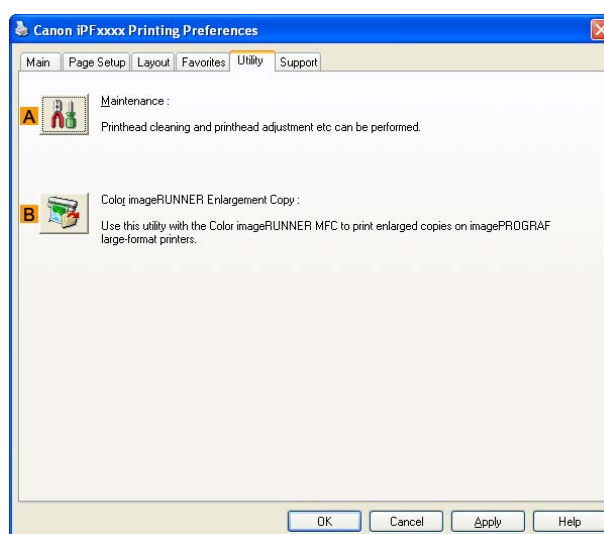 Canon iPFxxxx Printing Preferences
Main Page Setup Layout Favorites Utility Support
A
Maintenance :
Printhead cleaning and printhead adjustment etc can be performed.
B
Color imageRUNNER Enlargement Copy :
Use this utility with the Color imageRUNNER MFC to print enlarged copies on imagePROGRAF
large-format printers.
OK Cancel Apply Help